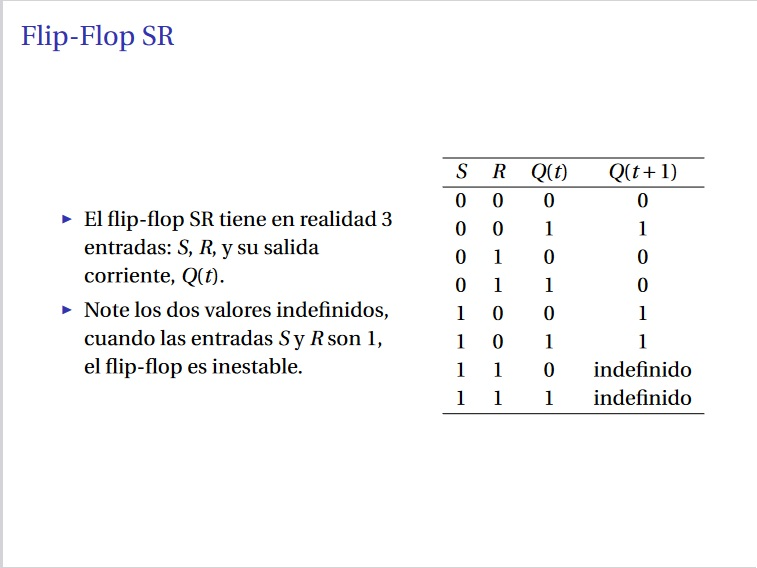 Flip-Flop SR
▶ El flip-flop SR tiene en realidad 3
entradas: S, R, y su salida
corriente, Q(t).
▶ Note los dos valores indefinidos,
cuando las entradas S y R son 1,
el flip-flop es inestable.
S R Q(t) Q(t + 1)
0 0 0 0
0 0 1 1
0 1 0 0
0 1 1 0
1 0 0 1
1 0 1 1
1 1 0 indefinido
1 1 1 indefinido